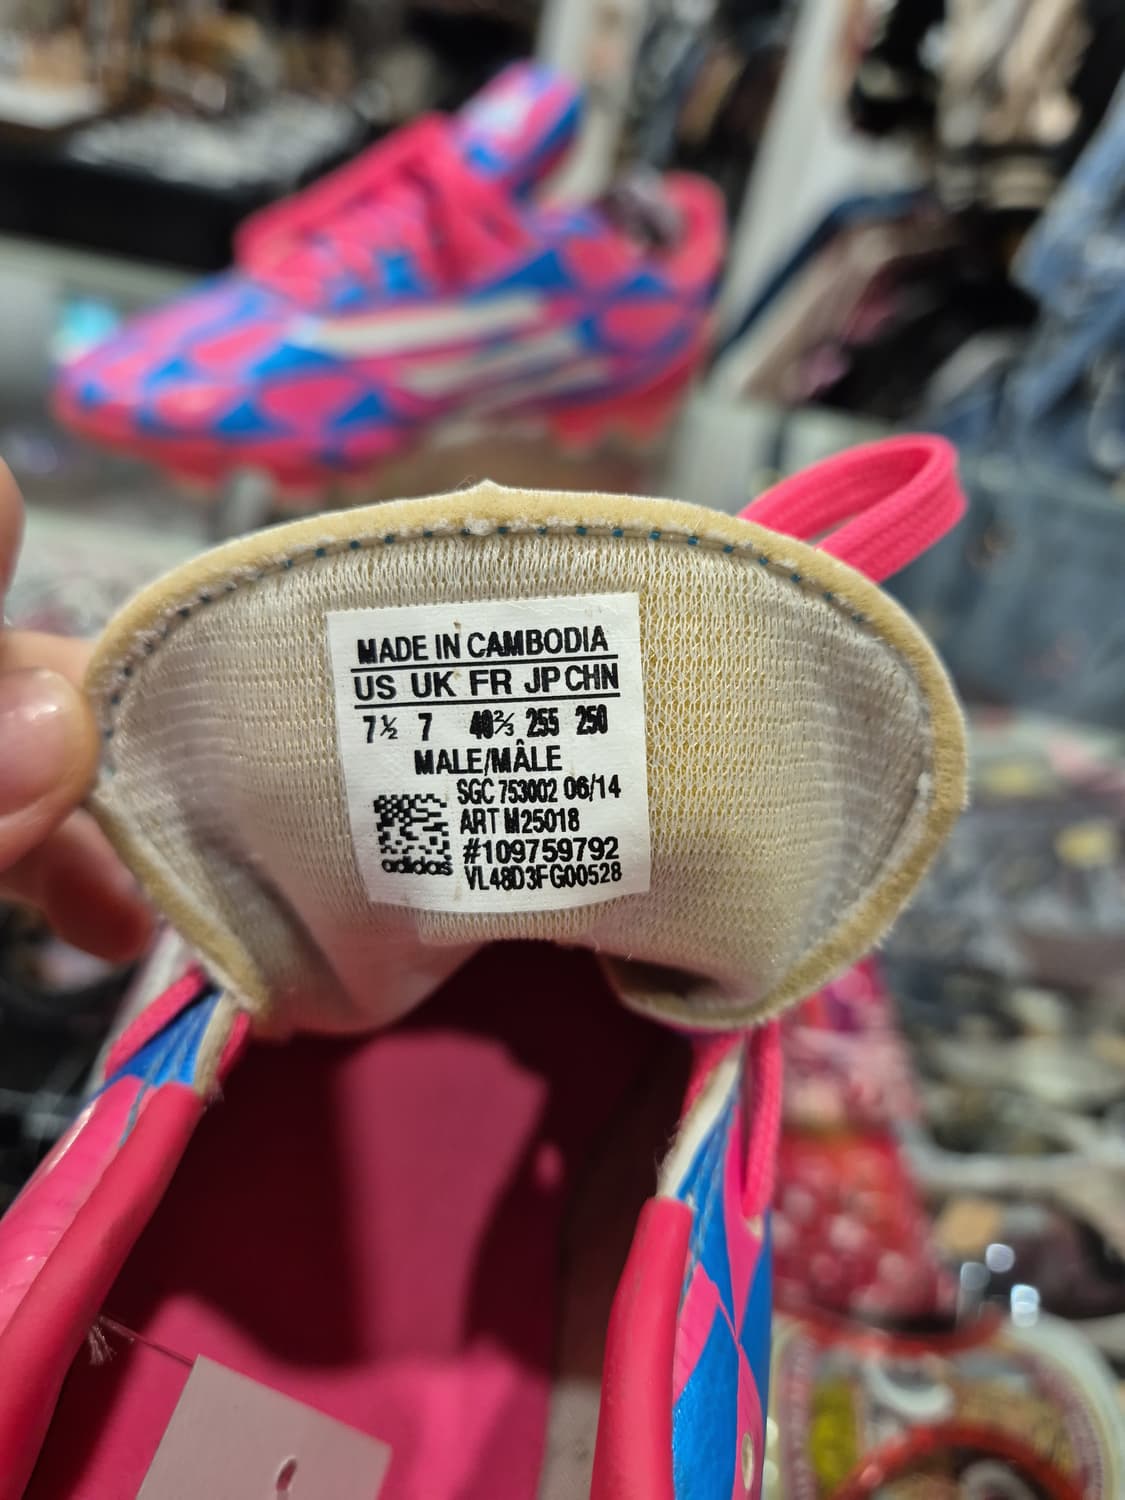 MADE IN CAMBODIA
US UK FR JP CHN
7½ 7 40⅔ 255 250
MALE/MÂLE
SGC 753002 06/14
ART M25018
#109759792
VL48D3FG00528
adidas